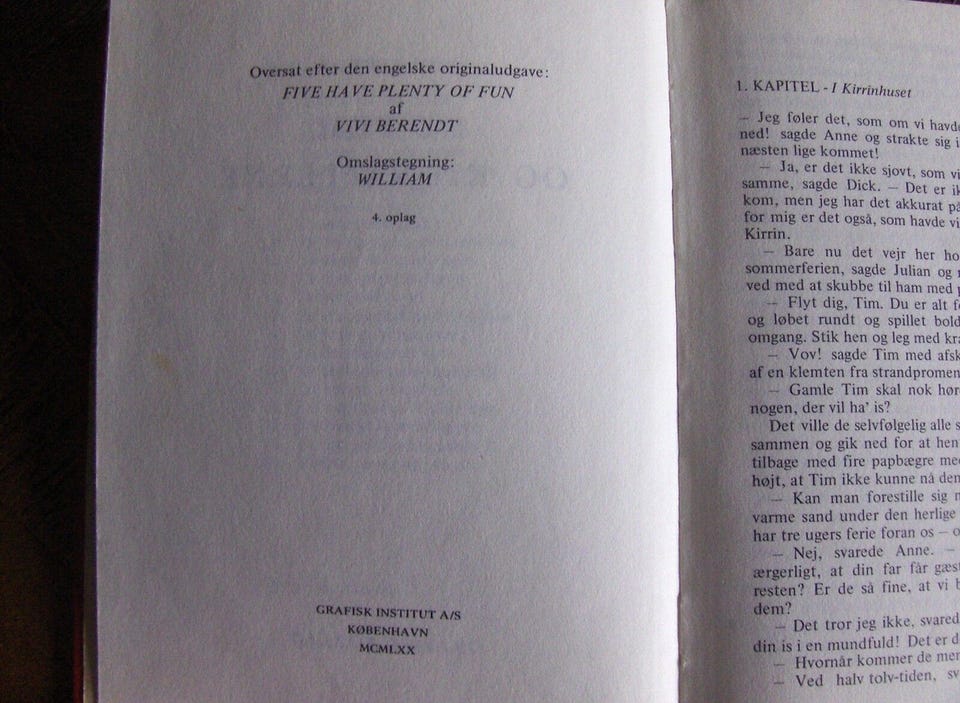 Oversat efter den engelske originaludgave:
FIVE HAVE PLENTY OF FUN
af
VIVI BERENDT
Omslagstegning:
WILLIAM
4. oplag
GRAFISK INSTITUT A/S
KØBENHAVN
MCMLXX
1. KAPITEL - I Kirrinhuset
– Jeg føler det, som om vi havde
ned! sagde Anne og strakte sig i
næsten lige kommet!
– Ja, er det ikke sjovt, som vi
samme, sagde Dick. – Det er ik
kom, men jeg har det akkurat på
for mig er det også, som havde vi
Kirrin.
– Bare nu det vejr her ho
sommerferien, sagde Julian og
ved med at skubbe til ham med
– Flyt dig, Tim. Du er alt f
og løbet rundt og spillet bold
omgang. Stik hen og leg med kra
– Vov! sagde Tim med afsk
af en klemten fra strandpromen
– Gamle Tim skal nok hør
nogen, der vil ha' is?
Det ville de selvfølgelig alle s
sammen og gik ned for at hen
tilbage med fire papbægre me
højt, at Tim ikke kunne nå den
– Kan man forestille sig
varme sand under den herlige
har tre ugers ferie foran os – o
– Nej, svarede Anne. –
ærgerligt, at din far får gæst
resten? Er de så fine, at vi
dem?
– Det tror jeg ikke, svared
din is i en mundfuld! Det er d
– Hvornår kommer de men
– Ved halv tolv-tiden, sv